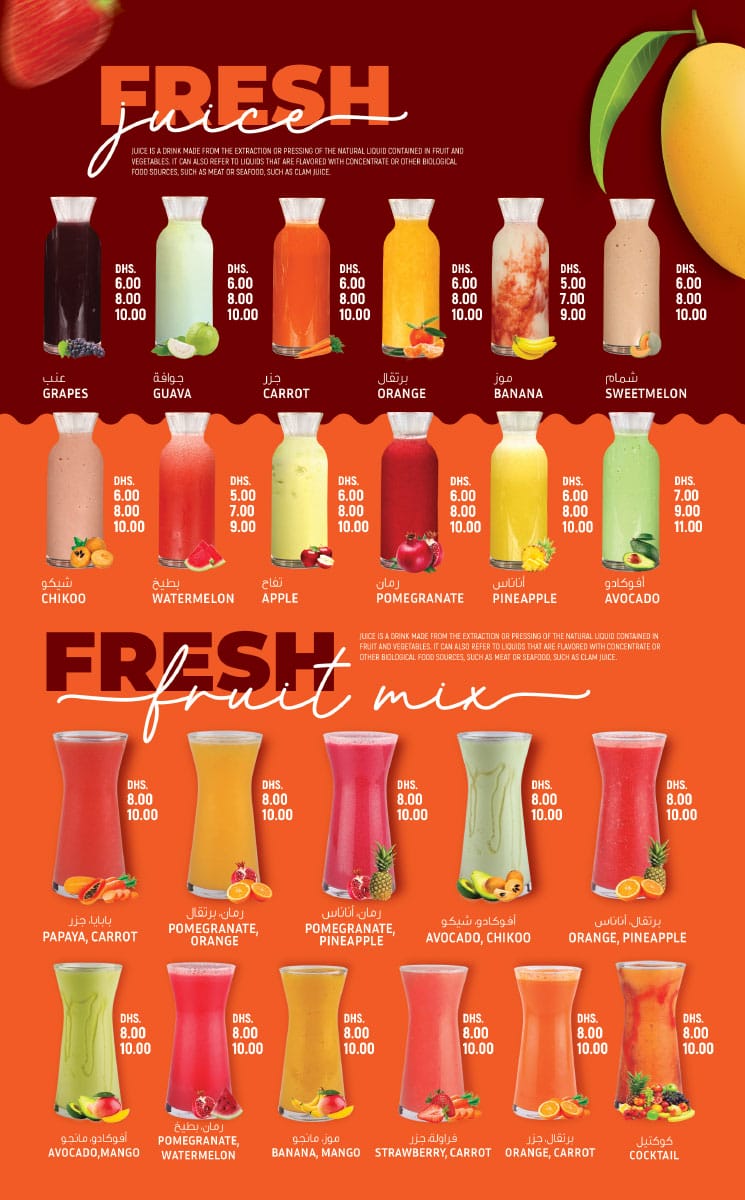 FRESH
juice
JUICE IS A DRINK MADE FROM THE EXTRACTION OR PRESSING OF THE NATURAL LIQUID CONTAINED IN FRUIT AND
VEGETABLES. IT CAN ALSO REFER TO LIQUIDS THAT ARE FLAVORED WITH CONCENTRATE OR OTHER BIOLOGICAL
FOOD SOURCES, SUCH AS MEAT OR SEAFOOD, SUCH AS CLAM JUICE.
DHS.
6.00
8.00
10.00
عنب
GRAPES
DHS.
6.00
8.00
10.00
جوافة
GUAVA
DHS.
6.00
8.00
10.00
جزر
CARROT
DHS.
6.00
8.00
10.00
برتقال
ORANGE
DHS.
5.00
7.00
9.00
موز
BANANA
DHS.
6.00
8.00
10.00
شمام
SWEETMELON
DHS.
6.00
8.00
10.00
شيكو
CHIKOO
DHS.
5.00
7.00
9.00
بطيخ
WATERMELON
DHS.
6.00
8.00
10.00
تفاح
APPLE
DHS.
6.00
8.00
10.00
رمان
POMEGRANATE
DHS.
6.00
8.00
10.00
أناناس
PINEAPPLE
DHS.
7.00
9.00
11.00
أفوكادو
AVOCADO
FRESH
fruit mix
JUICE IS A DRINK MADE FROM THE EXTRACTION OR PRESSING OF THE NATURAL LIQUID CONTAINED IN
FRUIT AND VEGETABLES. IT CAN ALSO REFER TO LIQUIDS THAT ARE FLAVORED WITH CONCENTRATE OR
OTHER BIOLOGICAL FOOD SOURCES, SUCH AS MEAT OR SEAFOOD, SUCH AS CLAM JUICE.
DHS.
8.00
10.00
بابايا، جزر
PAPAYA, CARROT
DHS.
8.00
10.00
رمان، برتقال
POMEGRANATE,
ORANGE
DHS.
8.00
10.00
رمان، أناناس
POMEGRANATE,
PINEAPPLE
DHS.
8.00
10.00
أفوكادو، شيكو
AVOCADO, CHIKOO
DHS.
8.00
10.00
برتقال، أناناس
ORANGE, PINEAPPLE
DHS.
8.00
10.00
أفوكادو، مانجو
AVOCADO,MANGO
DHS.
8.00
10.00
رمان، بطيخ
POMEGRANATE,
WATERMELON
DHS.
8.00
10.00
موز، مانجو
BANANA, MANGO
DHS.
8.00
10.00
فراولة، جزر
STRAWBERRY, CARROT
DHS.
8.00
10.00
برتقال، جزر
ORANGE, CARROT
DHS.
8.00
10.00
كوكتيل
COCKTAIL